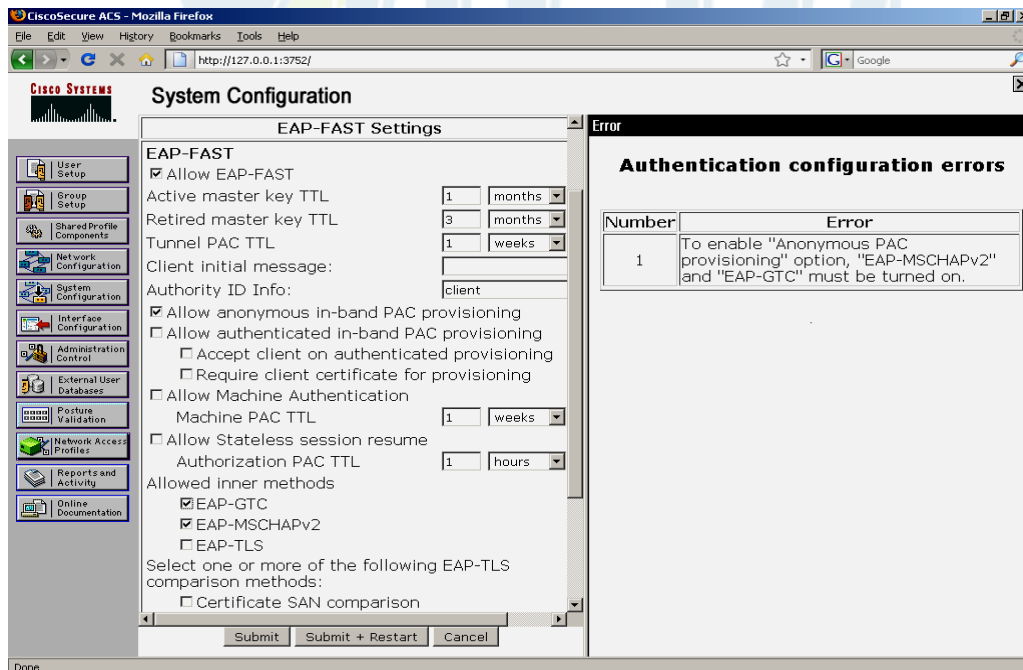 CiscoSecure ACS - Mozilla Firefox
File Edit View History Bookmarks Tools Help
http://127.0.0.1:3752/
G Google
CISCO SYSTEMS
System Configuration
User
Setup
Group
Setup
Shared Profile
Components
Network
Configuration
System
Configuration
Interface
Configuration
Administration
Control
External User
Databases
Posture
Validation
Network Access
Profiles
Reports and
Activity
Online
Documentation
EAP-FAST Settings
EAP-FAST
Allow EAP-FAST
Active master key TTL 1 months
Retired master key TTL 3 months
Tunnel PAC TTL 1 weeks
Client initial message:
Authority ID Info: client
Allow anonymous in-band PAC provisioning
Allow authenticated in-band PAC provisioning
Accept client on authenticated provisioning
Require client certificate for provisioning
Allow Machine Authentication
Machine PAC TTL 1 weeks
Allow Stateless session resume
Authorization PAC TTL 1 hours
Allowed inner methods
EAP-GTC
EAP-MSCHAPv2
EAP-TLS
Select one or more of the following EAP-TLS
comparison methods:
Certificate SAN comparison
Submit Submit + Restart Cancel
Error
Authentication configuration errors
Number Error
1 To enable "Anonymous PAC
provisioning" option, "EAP-MSCHAPv2"
and "EAP-GTC" must be turned on.
Done